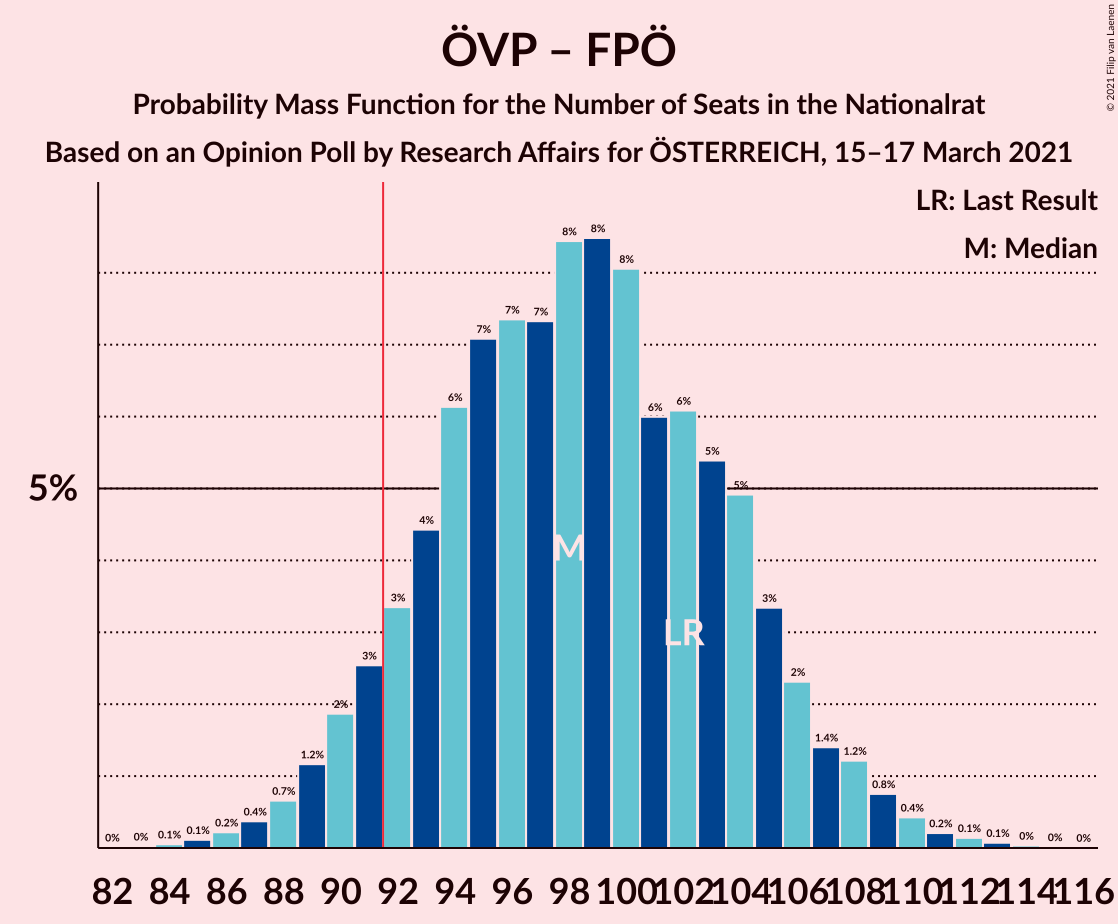 ÖVP – FPÖ
Probability Mass Function for the Number of Seats in the Nationalrat
Based on an Opinion Poll by Research Affairs for ÖSTERREICH, 15–17 March 2021
© 2021 Filip van Laenen
LR: Last Result
M: Median
5%
0% 0% 0.1% 0.1% 0.2% 0.4% 0.7% 1.2% 2% 3% 3% 4% 6% 7% 7% 7% 8% 8% 8% 6% 6% 5% 5% 3% 2% 1.4% 1.2% 0.8% 0.4% 0.2% 0.1% 0.1% 0% 0% 0%
M
LR
82 84 86 88 90 92 94 96 98 100 102 104 106 108 110 112 114 116